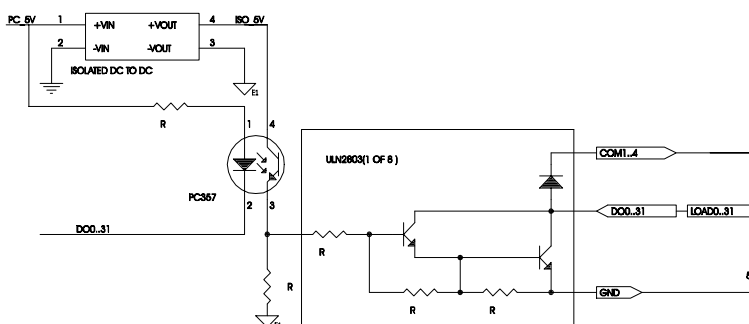 PC_5V 1 +VIN +VOUT 4 ISO_5V
2 -VIN -VOUT 3
ISOLATED DC TO DC
E1
R
1 4
ULN2803(1 OF 8 )
COM1..4
PC357
2 3
DO0..31
DO0..31 LOAD0..31
R
R
GND
R R